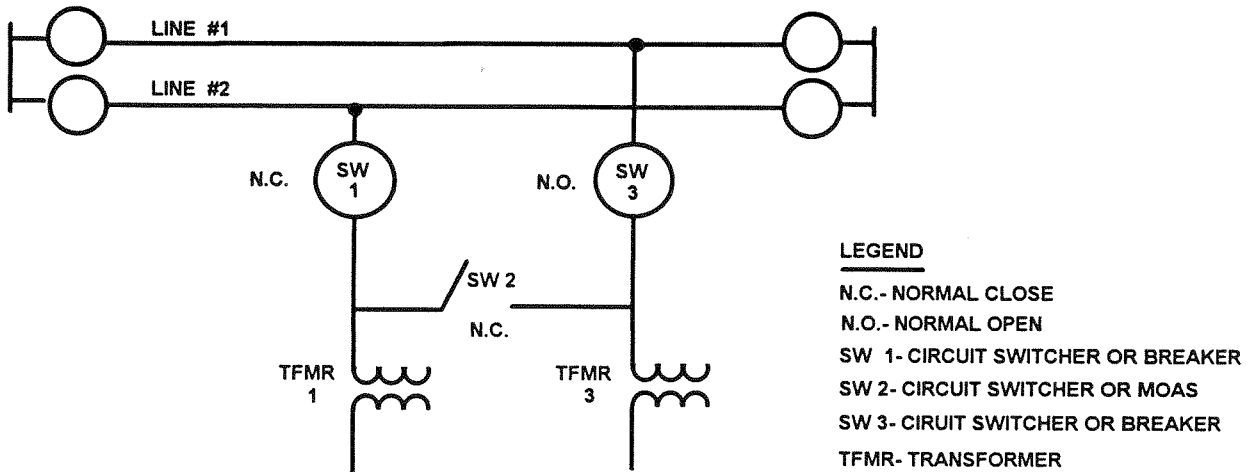 LINE #1
LINE #2
N.C.
SW
1
N.O.
SW
3
SW 2
N.C.
TFMR
1
TFMR
3
LEGEND
N.C.- NORMAL CLOSE
N.O.- NORMAL OPEN
SW 1- CIRCUIT SWITCHER OR BREAKER
SW 2- CIRCUIT SWITCHER OR MOAS
SW 3- CIRUIT SWITCHER OR BREAKER
TFMR- TRANSFORMER